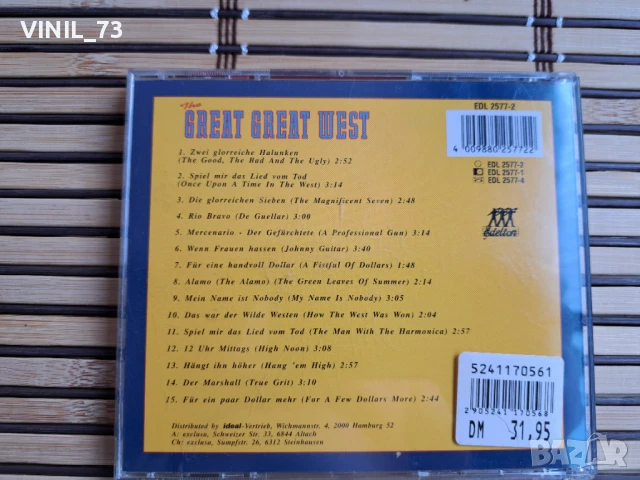 VINIL_73
The
GREAT GREAT WEST
EDL 2577-2
4 009880 257722
EDL 2577-2
EDL 2577-1
EDL 2577-4
Edelton
1. Zwei glorreiche Halunken
(The Good, The Bad And The Ugly) 2:52
2. Spiel mir das Lied vom Tod
(Once Upon A Time In The West) 3:14
3. Die glorreichen Sieben (The Magnificent Seven) 2:48
4. Rio Bravo (De Guellar) 3:00
5. Mercenario - Der Gefürchtete (A Professional Gun) 3:14
6. Wenn Frauen hassen (Johnny Guitar) 3:40
7. Für eine handvoll Dollar (A Fistful Of Dollars) 1:48
8. Alamo (The Alamo) (The Green Leaves Of Summer) 2:14
9. Mein Name ist Nobody (My Name Is Nobody) 3:05
10. Das war der Wilde Westen (How The West Was Won) 2:04
11. Spiel mir das Lied vom Tod (The Man With The Harmonica) 2:57
12. 12 Uhr Mittags (High Noon) 3:08
13. Hängt ihn höher (Hang 'em High) 2:57
14. Der Marshall (True Grit) 3:10
15. Für ein paar Dollar mehr (For A Few Dollars More) 2:44
Distributed by ideal-Vertrieb, Wichmannstr. 4, 2000 Hamburg 52
A: exclusa, Schweizer Str. 33, 6844 Altach
Ch: exclusa, Sumpfstr. 26, 6312 Steinhausen
5241170561
2 905241 170568
DM 31,95
bazar